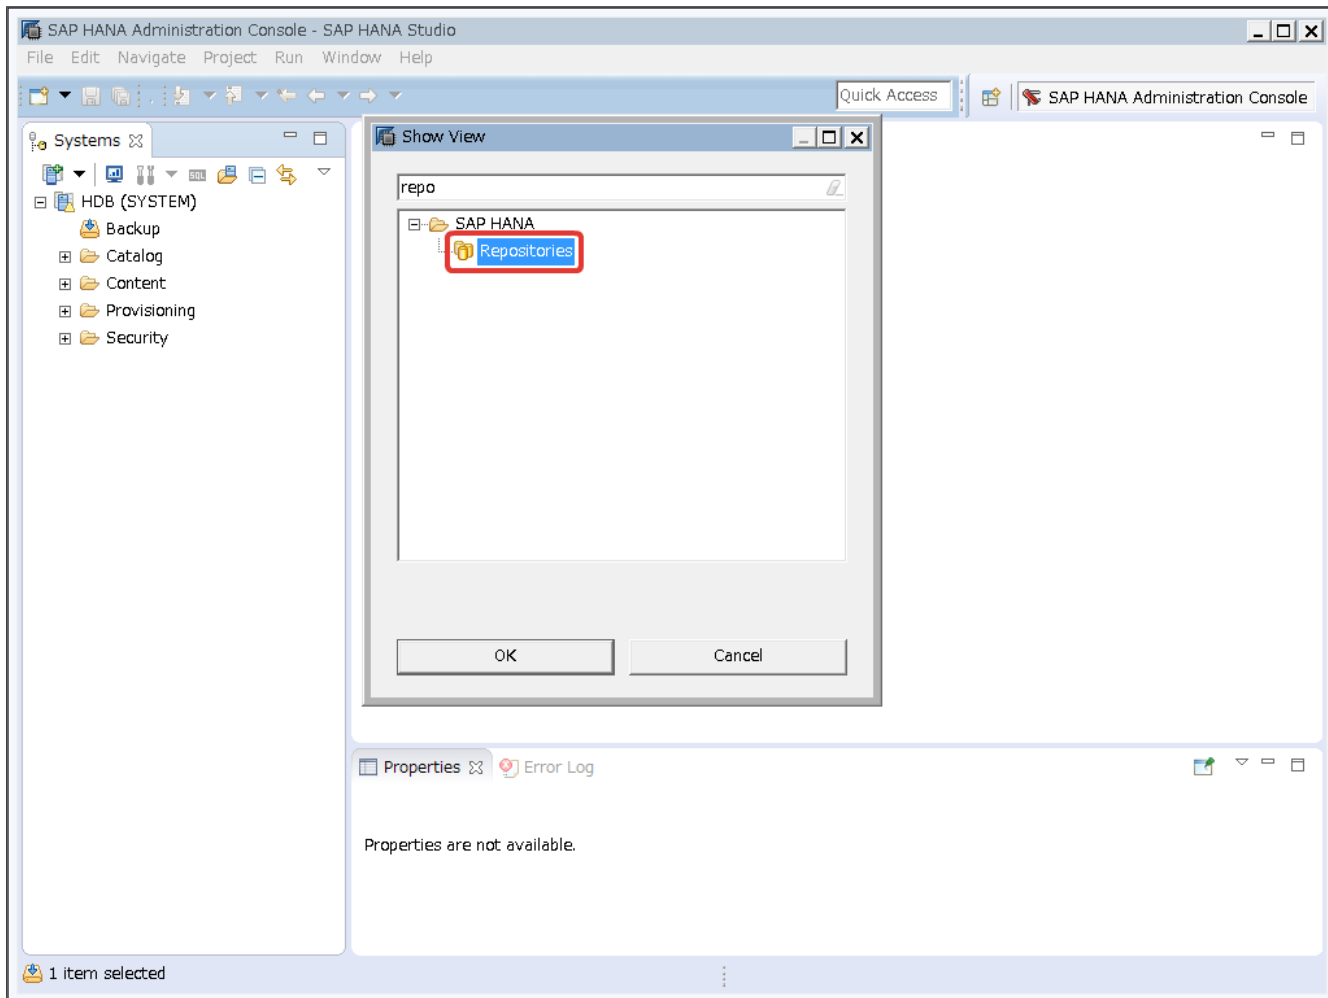 SAP HANA Administration Console - SAP HANA Studio
File Edit Navigate Project Run Window Help
Quick Access
SAP HANA Administration Console
Systems
SQL
HDB (SYSTEM)
Backup
Catalog
Content
Provisioning
Security
Show View
repo
SAP HANA
Repositories
OK
Cancel
Properties
Error Log
Properties are not available.
1 item selected